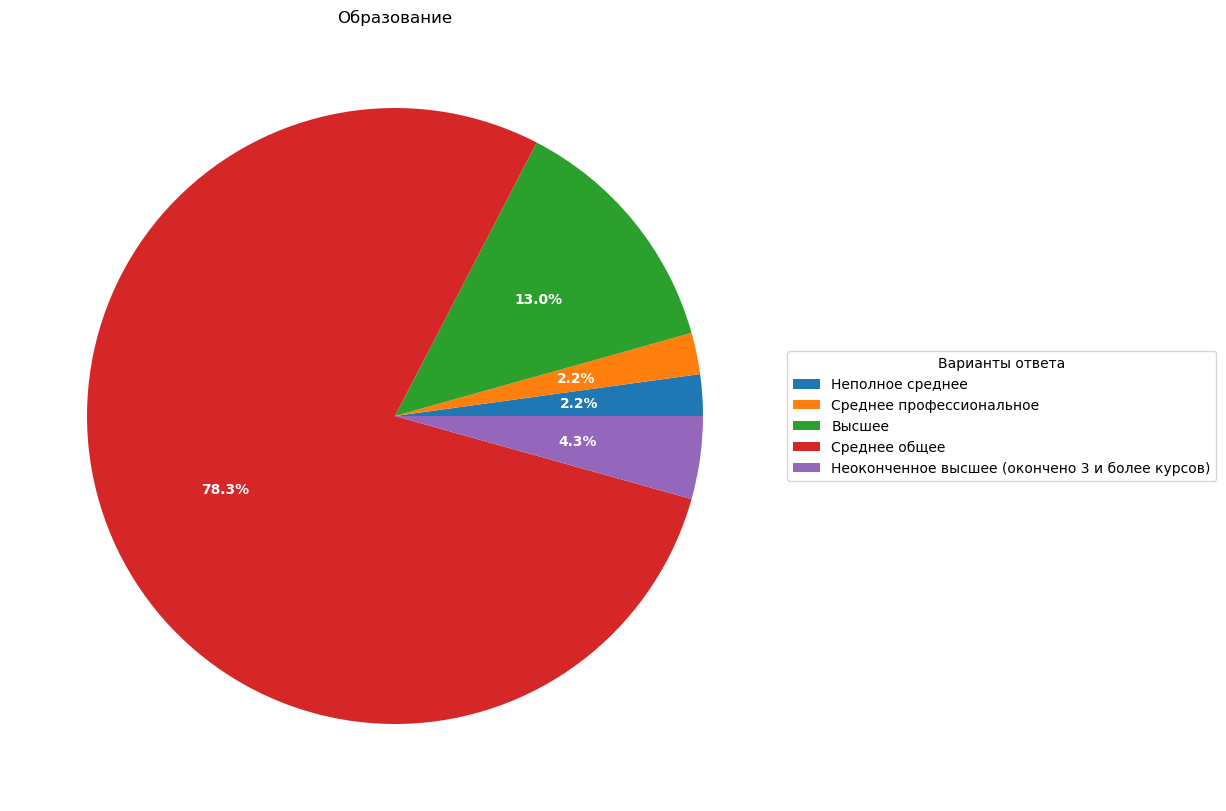 Образование
13.0%
2.2%
2.2%
4.3%
78.3%
Варианты ответа
Неполное среднее
Среднее профессиональное
Высшее
Среднее общее
Неоконченное высшее (окончено 3 и более курсов)